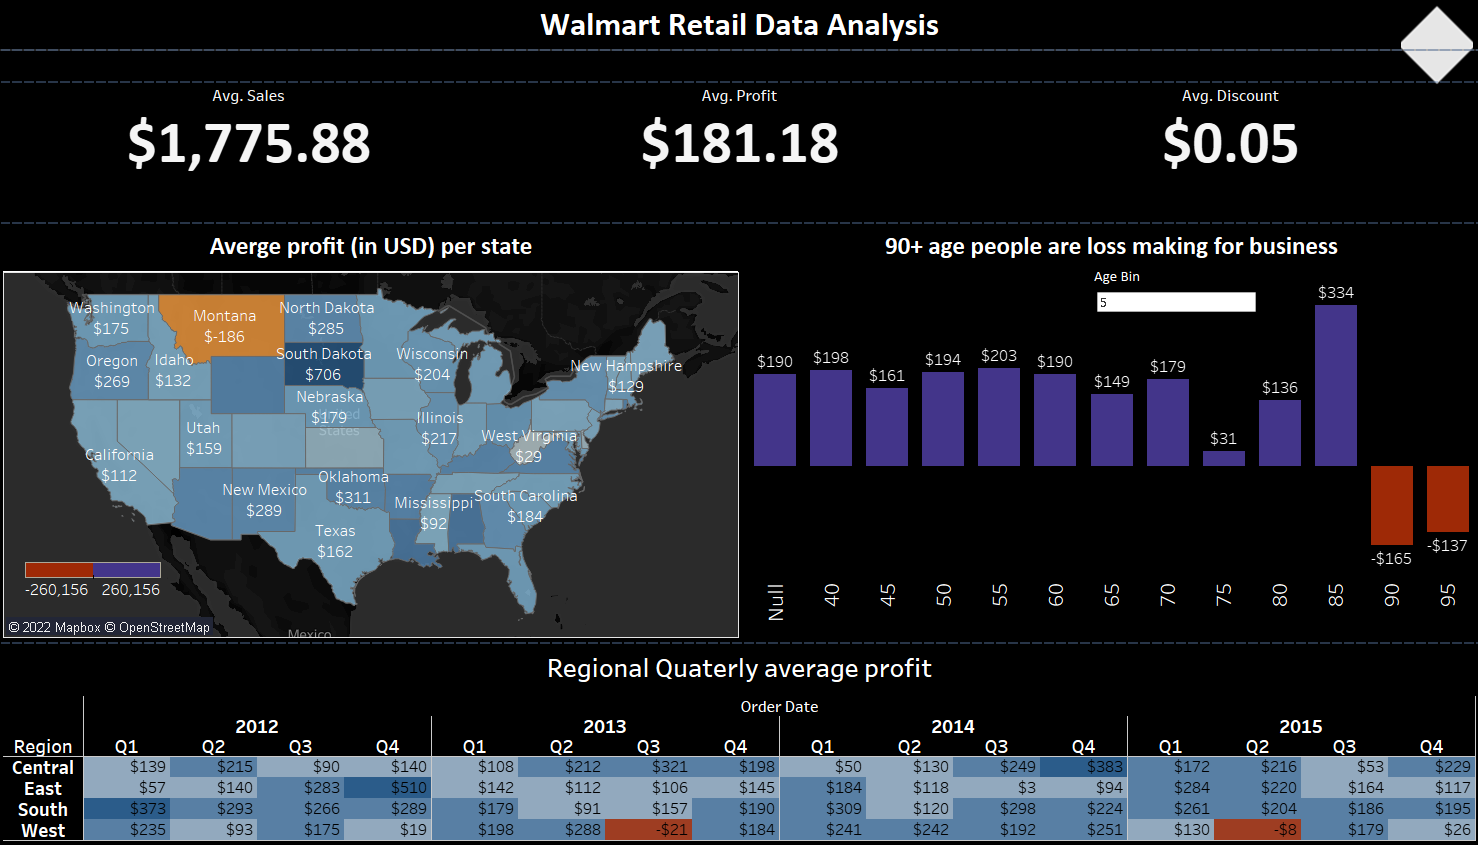 Walmart Retail Data Analysis
Avg. Sales
$1,775.88
Avg. Profit
$181.18
Avg. Discount
$0.05
Averge profit (in USD) per state
Washington
$175
Montana
$-186
North Dakota
$285
Oregon
$269
Idaho
$132
South Dakota
$706
Wisconsin
$204
New Hampshire
$129
Nebraska
$179
United
States
Utah
$159
Illinois
$217
West Virginia
$29
California
$112
Oklahoma
$311
New Mexico
$289
Mississippi
$92
South Carolina
$184
Texas
$162
-260,156 260,156
© 2022 Mapbox © OpenStreetMap
Mexico
90+ age people are loss making for business
Age Bin
5
$190 $198 $161 $194 $203 $190 $149 $179 $31 $136 $334 -$165 -$137
Null 40 45 50 55 60 65 70 75 80 85 90 95
Regional Quaterly average profit
Order Date
2012 2013 2014 2015
Region Q1 Q2 Q3 Q4 Q1 Q2 Q3 Q4 Q1 Q2 Q3 Q4 Q1 Q2 Q3 Q4
Central $139 $215 $90 $140 $108 $212 $321 $198 $50 $130 $249 $383 $172 $216 $53 $229
East $57 $140 $283 $510 $142 $112 $106 $145 $184 $118 $3 $94 $284 $220 $164 $117
South $373 $293 $266 $289 $179 $91 $157 $190 $309 $120 $298 $224 $261 $204 $186 $195
West $235 $93 $175 $19 $198 $288 -$21 $184 $241 $242 $192 $251 $130 -$8 $179 $26